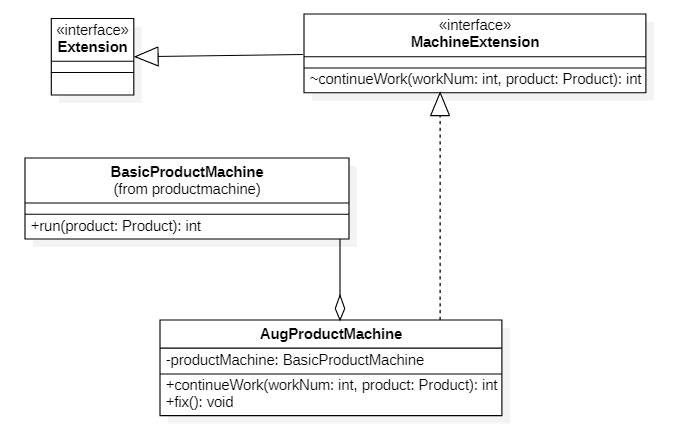 «interface»
Extension
«interface»
MachineExtension
~continueWork(workNum: int, product: Product): int
BasicProductMachine
(from productmachine)
+run(product: Product): int
AugProductMachine
-productMachine: BasicProductMachine
+continueWork(workNum: int, product: Product): int
+fix(): void